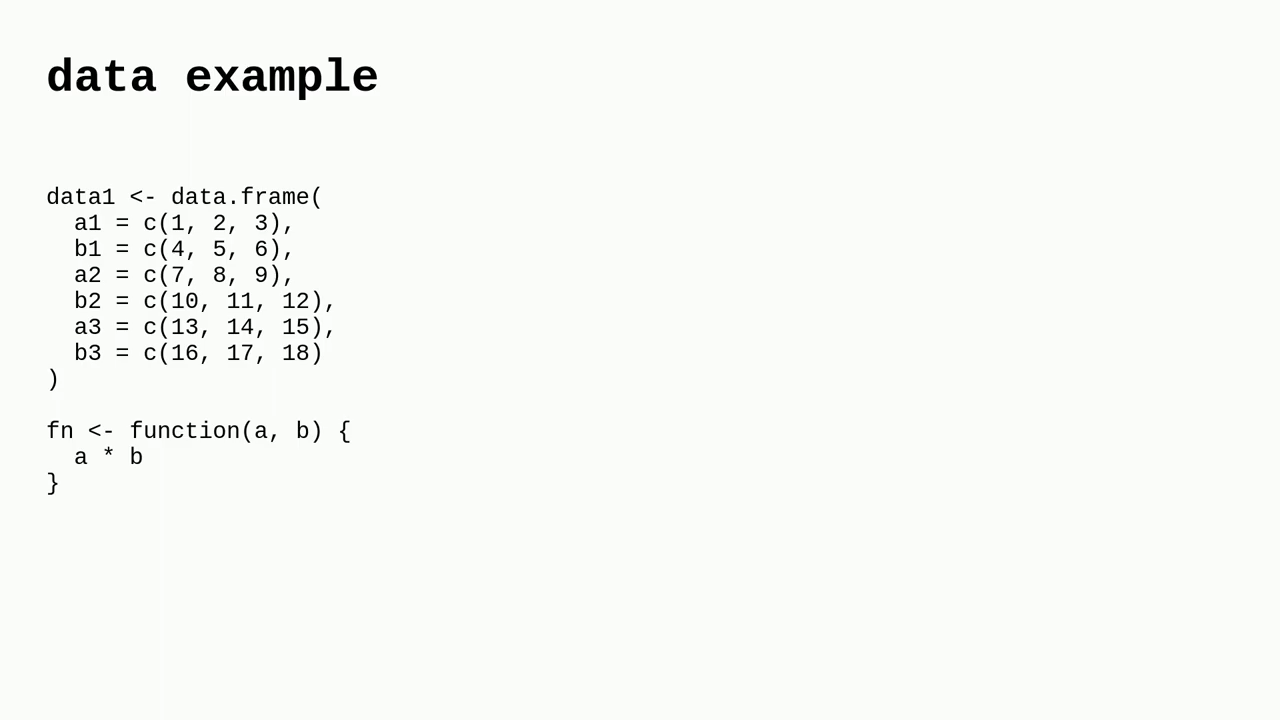 data example
data1 <- data.frame(
  a1 = c(1, 2, 3),
  b1 = c(4, 5, 6),
  a2 = c(7, 8, 9),
  b2 = c(10, 11, 12),
  a3 = c(13, 14, 15),
  b3 = c(16, 17, 18)
)
fn <- function(a, b) {
  a * b
}